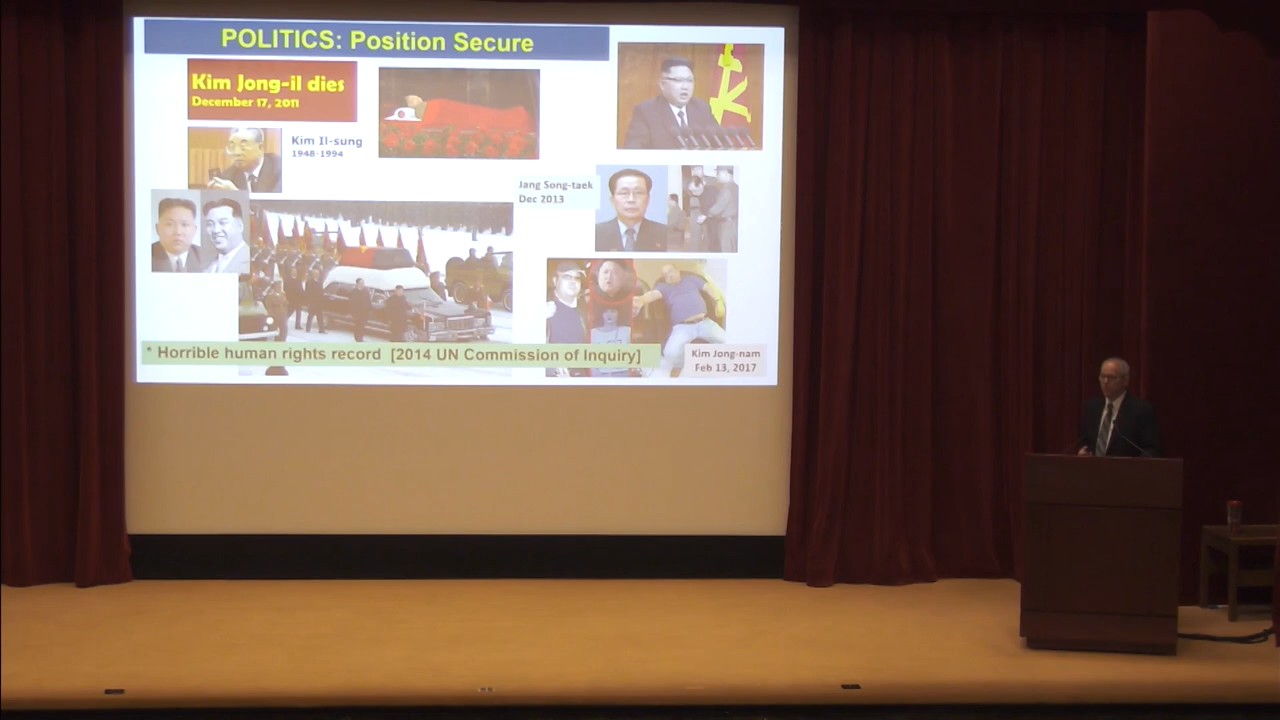 POLITICS: Position Secure
Kim Jong-il dies
December 17, 2011
Kim Il-sung
1948-1994
Jang Song-taek
Dec 2013
* Horrible human rights record [2014 UN Commission of Inquiry]
Kim Jong-nam
Feb 13, 2017